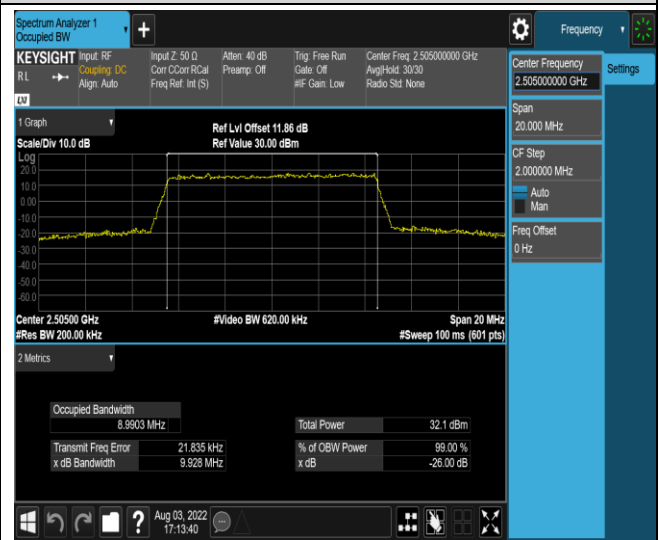 Spectrum Analyzer 1
Occupied BW
Frequency
KEYSIGHT
Input: RF
Coupling: DC
Align: Auto
Input Z: 50 Ω
Corr CCorr RCal
Freq Ref: Int (S)
Atten: 40 dB
Preamp: Off
Trig: Free Run
Gate: Off
#IF Gain: Low
Center Freq: 2.505000000 GHz
Avg|Hold: 30/30
Radio Std: None
R L
LXI
Center Frequency
2.505000000 GHz
Settings
Span
20.000 MHz
CF Step
2.000000 MHz
Auto
Man
Freq Offset
0 Hz
1 Graph
Ref Lvl Offset 11.86 dB
Scale/Div 10.0 dB
Ref Value 30.00 dBm
Log
20.0
10.0
0.00
-10.0
-20.0
-30.0
-40.0
-50.0
-60.0
Center 2.50500 GHz
#Video BW 620.00 kHz
Span 20 MHz
#Res BW 200.00 kHz
#Sweep 100 ms (601 pts)
2 Metrics
Occupied Bandwidth
8.9903 MHz
Total Power 32.1 dBm
Transmit Freq Error 21.835 kHz
% of OBW Power 99.00 %
x dB Bandwidth 9.928 MHz
x dB -26.00 dB
Aug 03, 2022
17:13:40